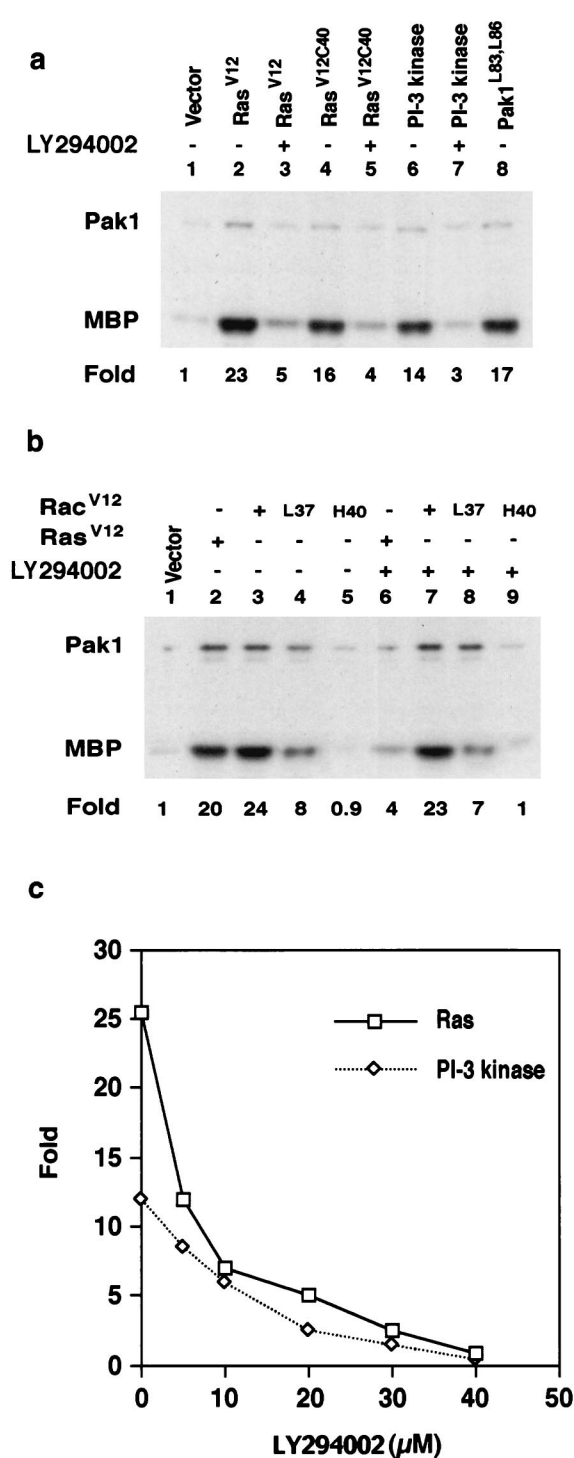 a
Vector
Ras V12
Ras V12
Ras V12C40
Ras V12C40
PI-3 kinase
PI-3 kinase
Pak1 L83,L86
LY294002 - - + - + - + -
1 2 3 4 5 6 7 8
Pak1
MBP
Fold 1 23 5 16 4 14 3 17
b
Rac V12 - + L37 H40 - + L37 H40
Ras V12 + - - - + - - -
LY294002 - - - - + + + +
Vector
1 2 3 4 5 6 7 8 9
Pak1
MBP
Fold 1 20 24 8 0.9 4 23 7 1
c
30
25
20
15
10
5
0
Fold
Ras
PI-3 kinase
0 10 20 30 40 50
LY294002 (µM)